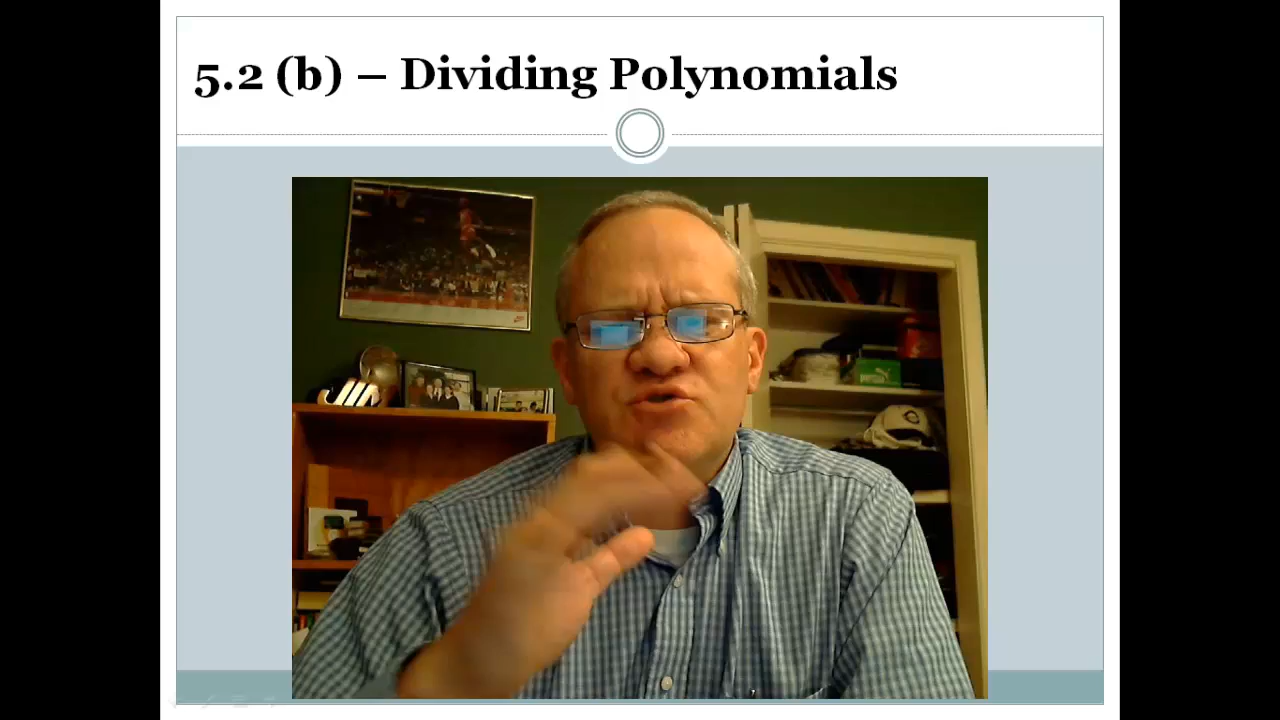 5.2 (b) – Dividing Polynomials